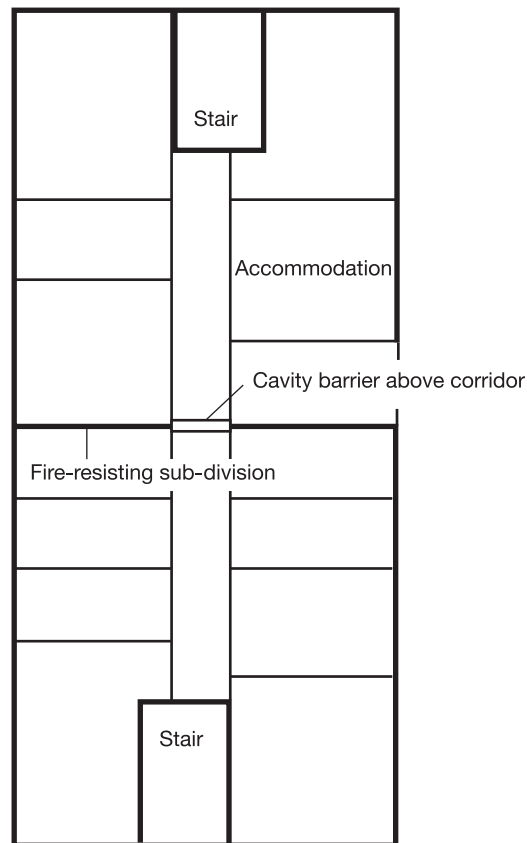 Stair
Accommodation
Cavity barrier above corridor
Fire-resisting sub-division
Stair